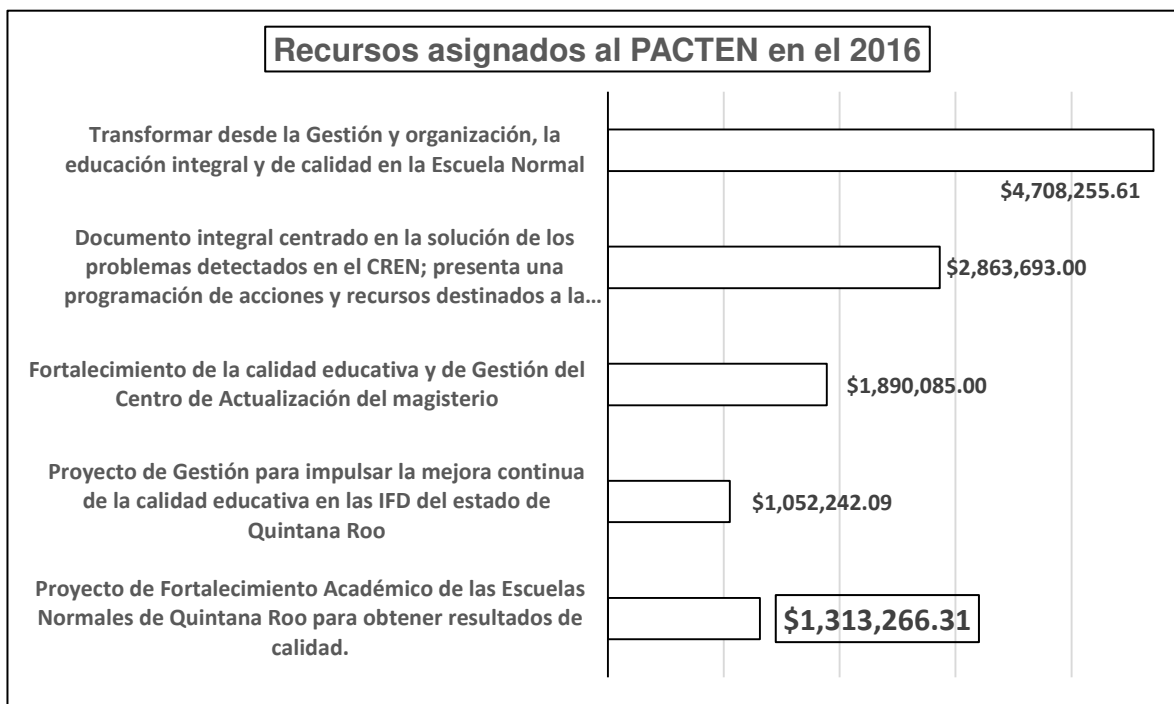 Recursos asignados al PACTEN en el 2016
Transformar desde la Gestión y organización, la
educación integral y de calidad en la Escuela Normal
$4,708,255.61
Documento integral centrado en la solución de los
problemas detectados en el CREN; presenta una
programación de acciones y recursos destinados a la...
$2,863,693.00
Fortalecimiento de la calidad educativa y de Gestión del
Centro de Actualización del magisterio
$1,890,085.00
Proyecto de Gestión para impulsar la mejora continua
de la calidad educativa en las IFD del estado de
Quintana Roo
$1,052,242.09
Proyecto de Fortalecimiento Académico de las Escuelas
Normales de Quintana Roo para obtener resultados de
calidad.
$1,313,266.31